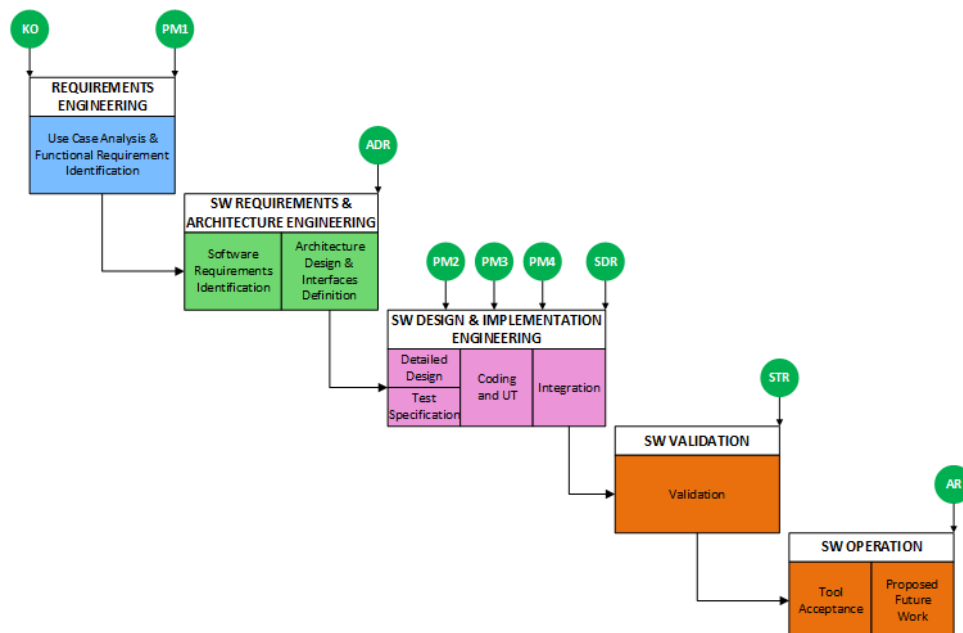 KO
PM1
REQUIREMENTS
ENGINEERING
Use Case Analysis &
Functional Requirement
Identification
ADR
SW REQUIREMENTS &
ARCHITECTURE ENGINEERING
Software
Requirements
Identification
Architecture
Design &
Interfaces
Definition
PM2
PM3
PM4
SDR
SW DESIGN & IMPLEMENTATION
ENGINEERING
Detailed
Design
Test
Specification
Coding
and UT
Integration
STR
SW VALIDATION
Validation
AR
SW OPERATION
Tool
Acceptance
Proposed
Future
Work